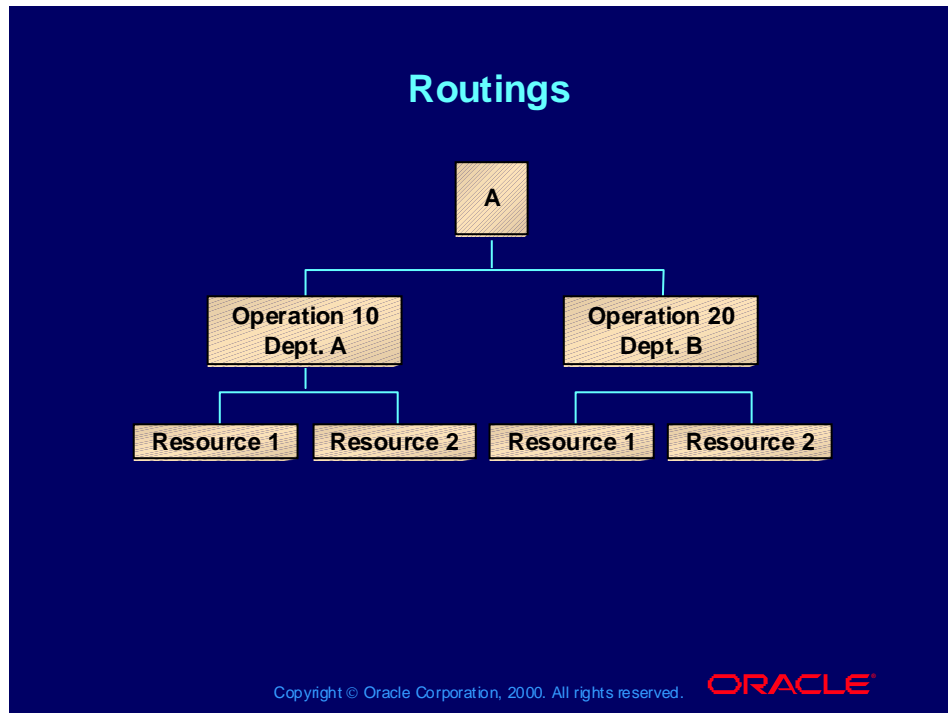 Routings
A
Operation 10
Dept. A
Operation 20
Dept. B
Resource 1
Resource 2
Resource 1
Resource 2
Copyright © Oracle Corporation, 2000. All rights reserved.
ORACLE®